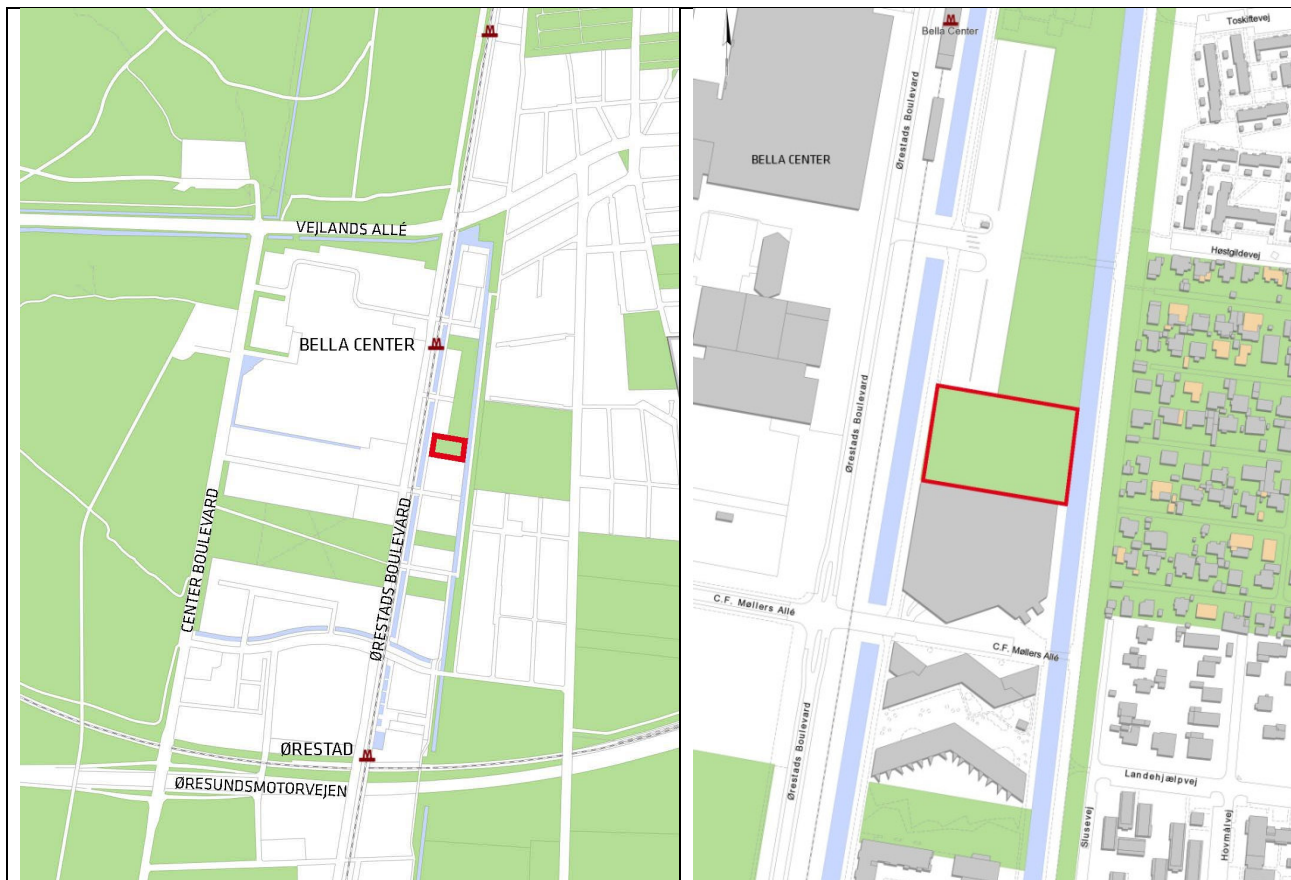 VEJLANDS ALLÉ
BELLA CENTER
CENTER BOULEVARD
ØRESTADS BOULEVARD
ØRESTAD
ØRESUNDSMOTORVEJEN
Bella Center
Toskiftevej
Ørestads Boulevard
BELLA CENTER
Høstgildevej
Ørestads Boulevard
C.F. Møllers Allé
C.F. Møllers Allé
Ørestads Boulevard
Landehjælpvej
Slusevej
Hovmålvej